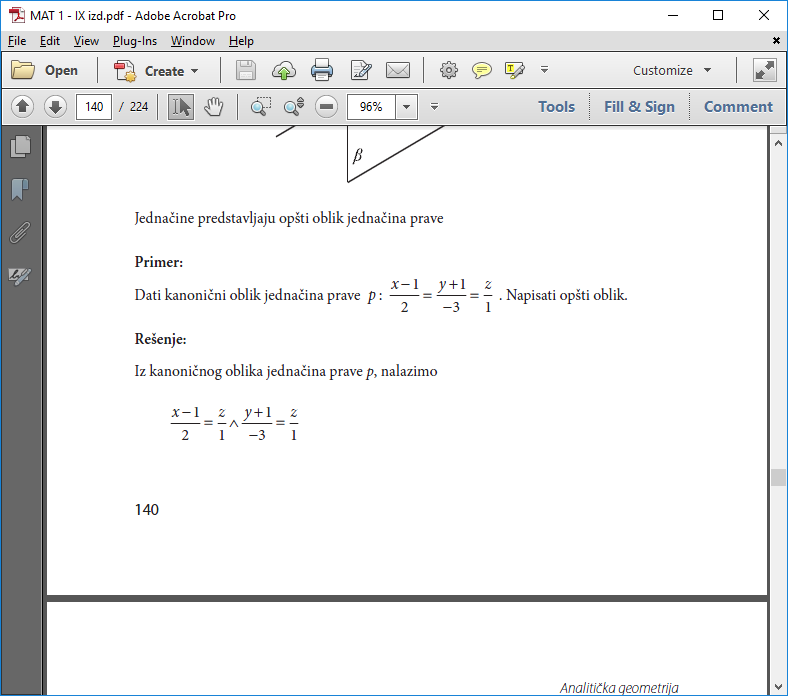 MAT 1 - IX izd.pdf - Adobe Acrobat Pro
File Edit View Plug-Ins Window Help
Open Create Customize
140 / 224 96% Tools Fill & Sign Comment
β
Jednačine predstavljaju opšti oblik jednačina prave
Primer:
Dati kanonični oblik jednačina prave p: (x−1)/2 = (y+1)/−3 = z/1 . Napisati opšti oblik.
Rešenje:
Iz kanoničnog oblika jednačina prave p, nalazimo
(x−1)/2 = z/1 ∧ (y+1)/−3 = z/1
140
Analitička geometrija